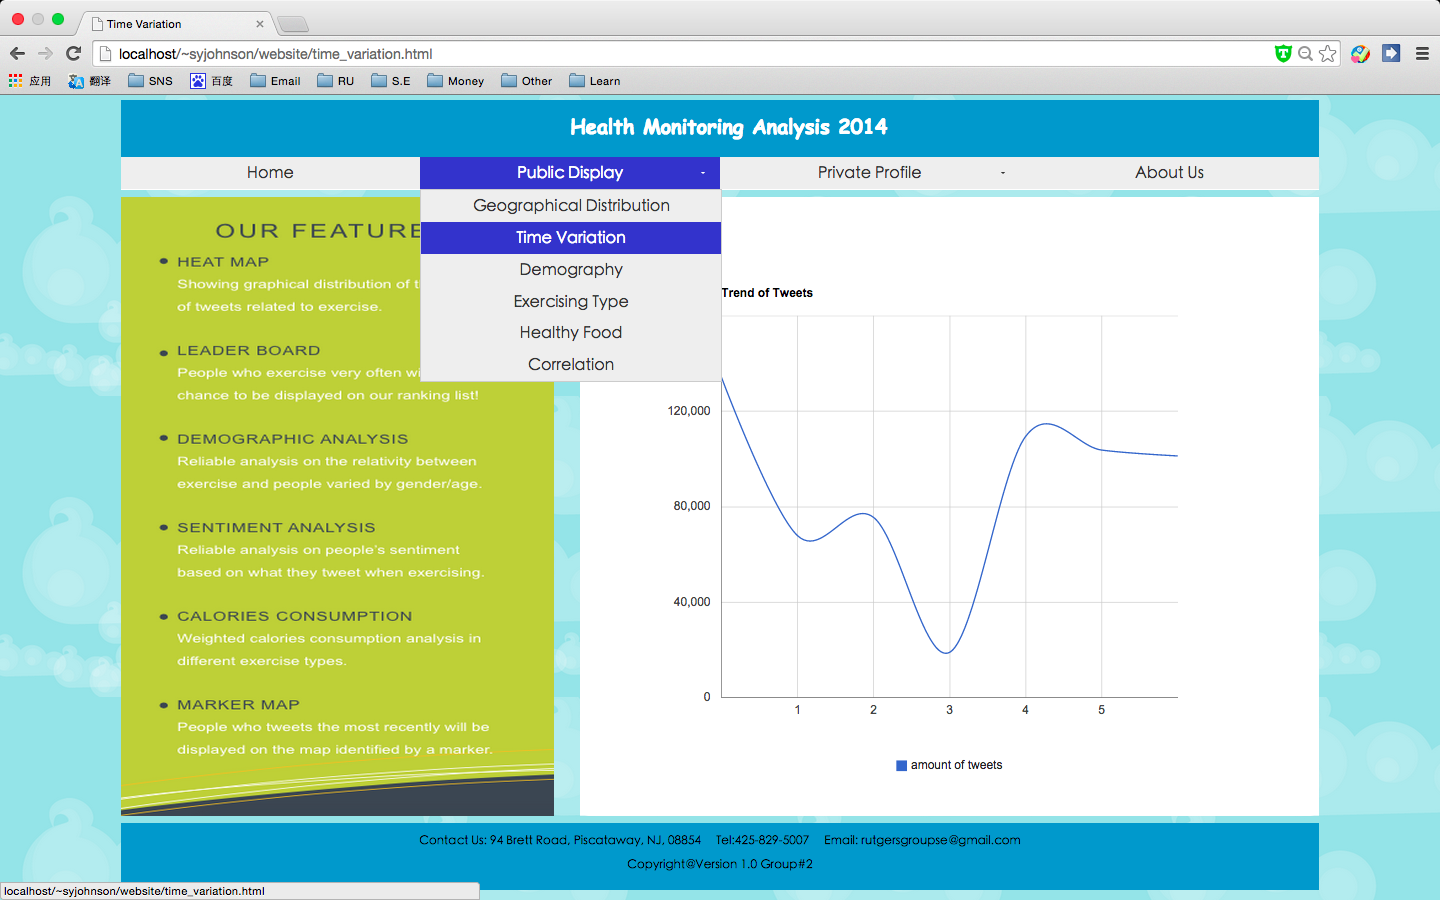 Time Variation
localhost/~syjohnson/website/time_variation.html
应用 翻译 SNS 百度 Email RU S.E Money Other Learn
Health Monitoring Analysis 2014
Home Public Display - Private Profile - About Us
Geographical Distribution
Time Variation
Demography
Exercising Type
Healthy Food
Correlation
OUR FEATURE
HEAT MAP
Showing graphical distribution of
of tweets related to exercise.
LEADER BOARD
People who exercise very often
chance to be displayed on our ranking list!
DEMOGRAPHIC ANALYSIS
Reliable analysis on the relativity between
exercise and people varied by gender/age.
SENTIMENT ANALYSIS
Reliable analysis on people's sentiment
based on what they tweet when exercising.
CALORIES CONSUMPTION
Weighted calories consumption analysis in
different exercise types.
MARKER MAP
People who tweets the most recently will be
displayed on the map identified by a marker.
Trend of Tweets
120,000
80,000
40,000
0
1 2 3 4 5
amount of tweets
Contact Us: 94 Brett Road, Piscataway, NJ, 08854 Tel:425-829-5007 Email: rutgersgroupse@gmail.com
Copyright@Version 1.0 Group#2
localhost/~syjohnson/website/time_variation.html